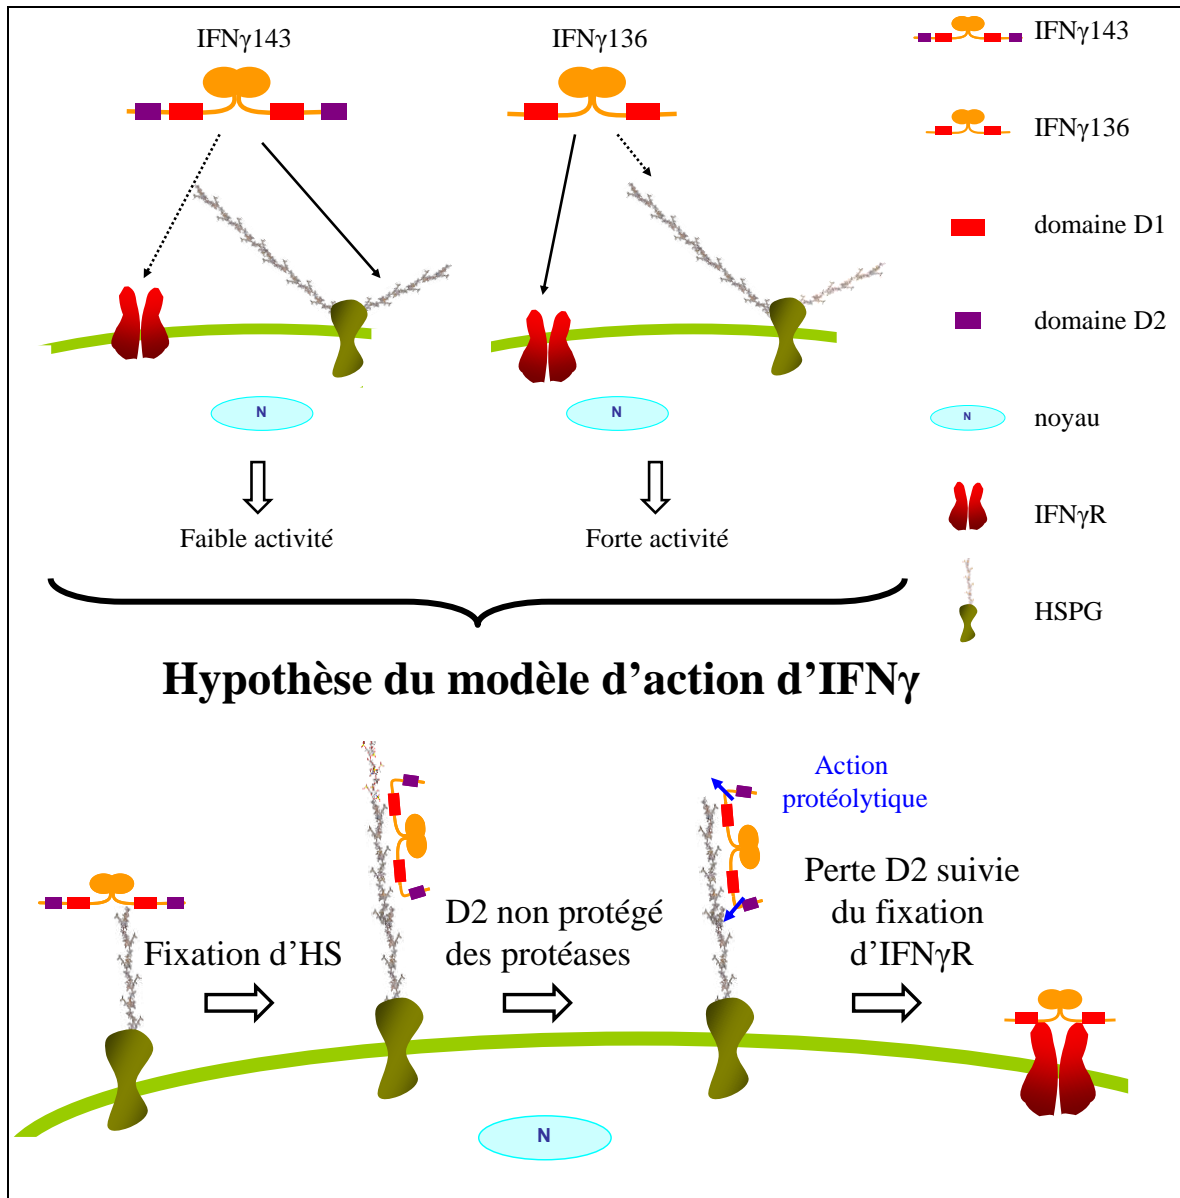 IFNγ143
IFNγ136
IFNγ143
IFNγ136
domaine D1
domaine D2
N
N
N
noyau
IFNγR
Faible activité
Forte activité
HSPG
Hypothèse du modèle d’action d’IFNγ
Action
protéolytique
Fixation d’HS
D2 non protégé
des protéases
Perte D2 suivie
du fixation
d’IFNγR
N